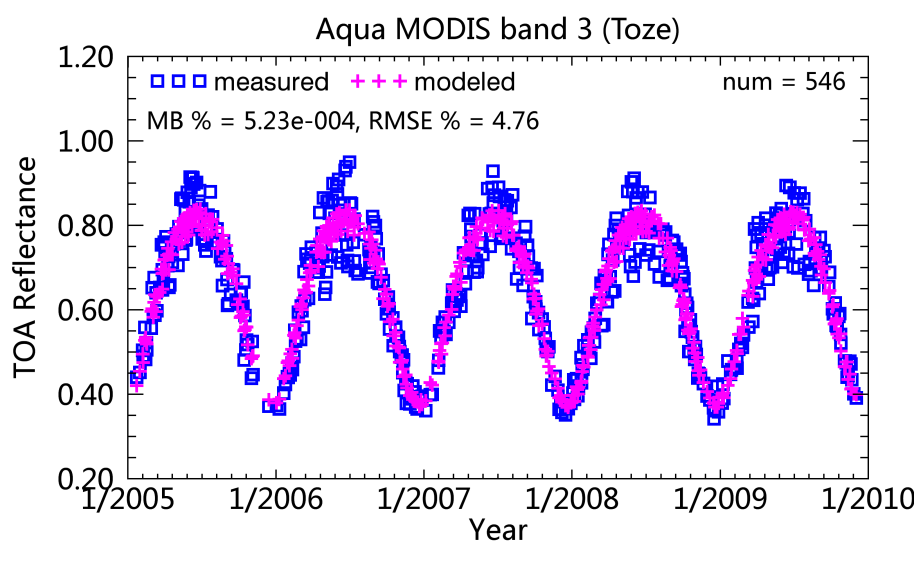 Aqua MODIS band 3 (Toze)
1.20
measured modeled num = 546
MB % = 5.23e-004, RMSE % = 4.76
1.00
0.80
TOA Reflectance
0.60
0.40
0.20
1/2005 1/2006 1/2007 1/2008 1/2009 1/2010
Year